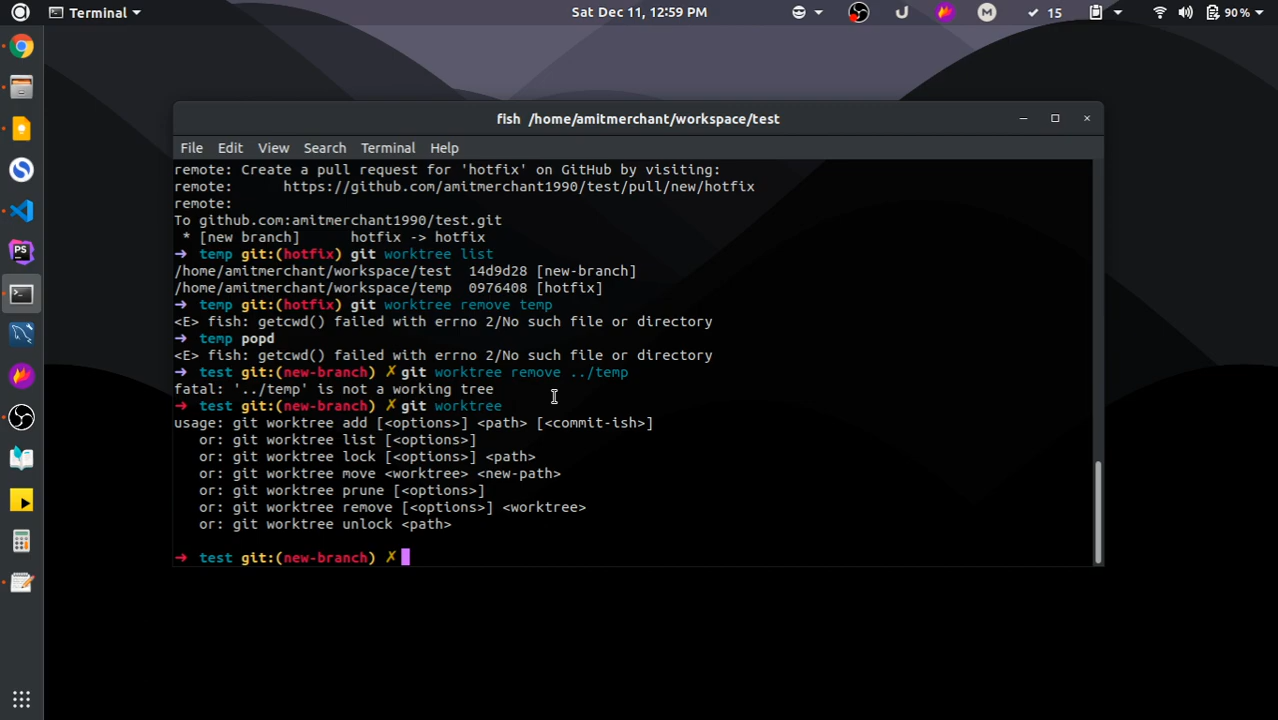 Terminal
Sat Dec 11, 12:59 PM
15
90%
fish /home/amitmerchant/workspace/test
File Edit View Search Terminal Help
remote: Create a pull request for 'hotfix' on GitHub by visiting:
remote:      https://github.com/amitmerchant1990/test/pull/new/hotfix
remote:
To github.com:amitmerchant1990/test.git
 * [new branch]      hotfix -> hotfix
➜  temp git:(hotfix) git worktree list
/home/amitmerchant/workspace/test  14d9d28 [new-branch]
/home/amitmerchant/workspace/temp  0976408 [hotfix]
➜  temp git:(hotfix) git worktree remove temp
<E> fish: getcwd() failed with errno 2/No such file or directory
➜  temp popd
<E> fish: getcwd() failed with errno 2/No such file or directory
➜  test git:(new-branch) ✗ git worktree remove ../temp
fatal: '../temp' is not a working tree
➜  test git:(new-branch) ✗ git worktree
usage: git worktree add [<options>] <path> [<commit-ish>]
   or: git worktree list [<options>]
   or: git worktree lock [<options>] <path>
   or: git worktree move <worktree> <new-path>
   or: git worktree prune [<options>]
   or: git worktree remove [<options>] <worktree>
   or: git worktree unlock <path>
➜  test git:(new-branch) ✗
PS